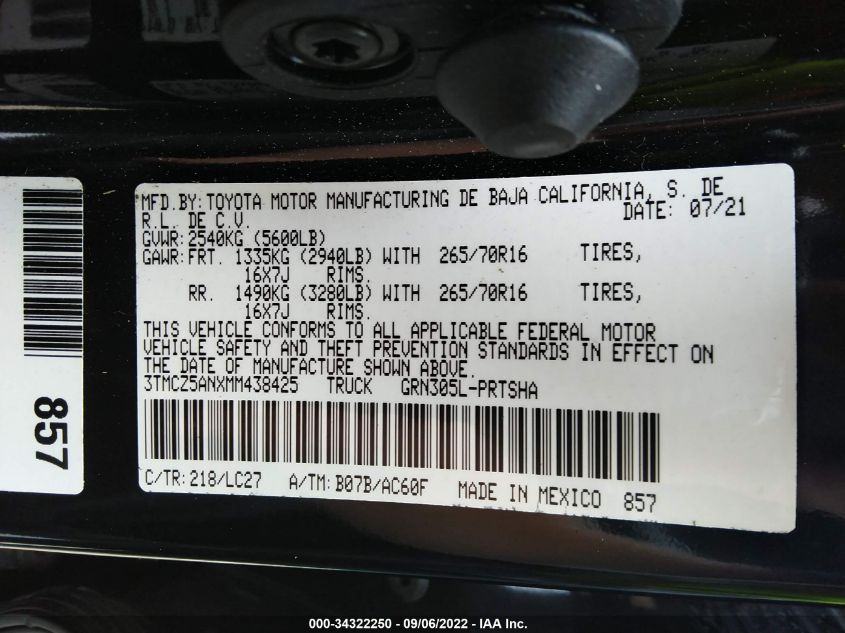 MFD.BY:TOYOTA MOTOR MANUFACTURING DE BAJA CALIFORNIA, S. DE
R.L. DE C.V. DATE: 07/21
GVWR:2540KG (5600LB)
GAWR:FRT. 1335KG (2940LB) WITH 265/70R16 TIRES,
16X7J RIMS.
RR. 1490KG (3280LB) WITH 265/70R16 TIRES,
16X7J RIMS.
THIS VEHICLE CONFORMS TO ALL APPLICABLE FEDERAL MOTOR
VEHICLE SAFETY AND THEFT PREVENTION STANDARDS IN EFFECT ON
THE DATE OF MANUFACTURE SHOWN ABOVE.
3TMCZ5ANXMM438425 TRUCK GRN305L-PRTSHA
C/TR:218/LC27 A/TM:B07B/AC60F MADE IN MEXICO 857
857
000-34322250 - 09/06/2022 - IAA Inc.